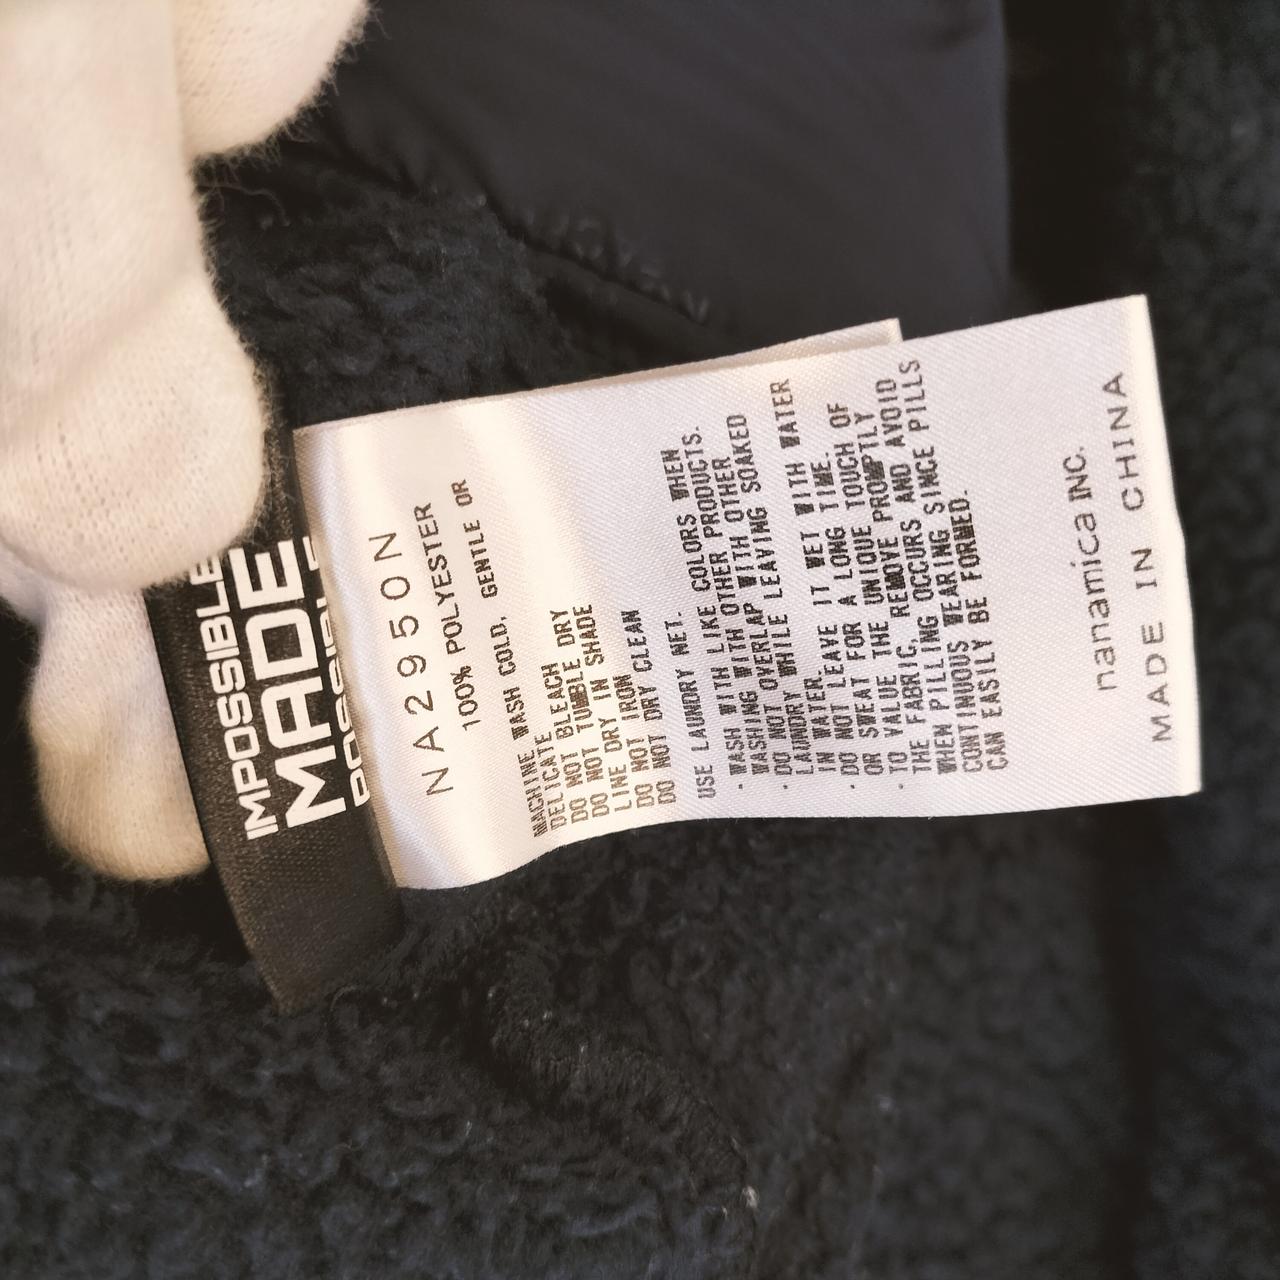 IMPOSSIBLE
MADE
POSSIBLE
NA2950N
100% POLYESTER
MACHINE WASH COLD, GENTLE OR
DELICATE
DO NOT BLEACH
DO NOT TUMBLE DRY
LINE DRY IN SHADE
DO NOT IRON
DO NOT DRY CLEAN
USE LAUNDRY NET.
· WASH WITH LIKE COLORS WHEN
WASHING WITH OTHER PRODUCTS.
· DO NOT OVERLAP WITH OTHER
LAUNDRY WHILE LEAVING SOAKED
IN WATER.
· DO NOT LEAVE IT WET WITH WATER
OR SWEAT FOR A LONG TIME.
· TO VALUE THE UNIQUE TOUCH OF
THE FABRIC, REMOVE PROMPTLY
WHEN PILLING OCCURS AND AVOID
CONTINUOUS WEARING SINCE PILLS
CAN EASILY BE FORMED.
nanamica INC.
MADE IN CHINA